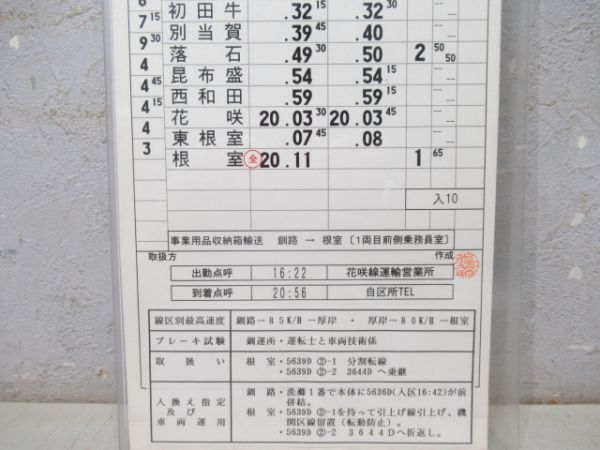 6
初田牛 .32 15 .32 30
7 15
別当賀 .39 45 .40
9 30
落石 .49 30 .50 2 50 50
4
昆布盛 .54 .54 15
4 45
西和田 .59 .59 15
4 15
花咲 20.03 30 20.03 45
4
東根室 .07 45 .08
3
根室 全 20.11 1 65
入10
事業用品収納箱輸送 釧路 → 根室 〔1両目前側乗務員室〕
取扱方 作成
出勤点呼 16:22 花咲線運輸営業所
到着点呼 20:56 自区所TEL
線区別最高速度 釧路…85K/H…厚岸 ・ 厚岸…80K/H…根室
ブレーキ試験 釧運所・運転士と車両技術係
取扱い 根室・5639D ②-1 分割転線
・5639D ②-2 3644D へ乗継
入換え指定及び車両運用 釧路・洗滌1番で本体に5636D(入区16:42)が前
併結。
根室・5639D ②-1を持って引上げ線引上げ、機
関区線留置(転動防止)。
・5639D ②-2 3644Dへ折返し。